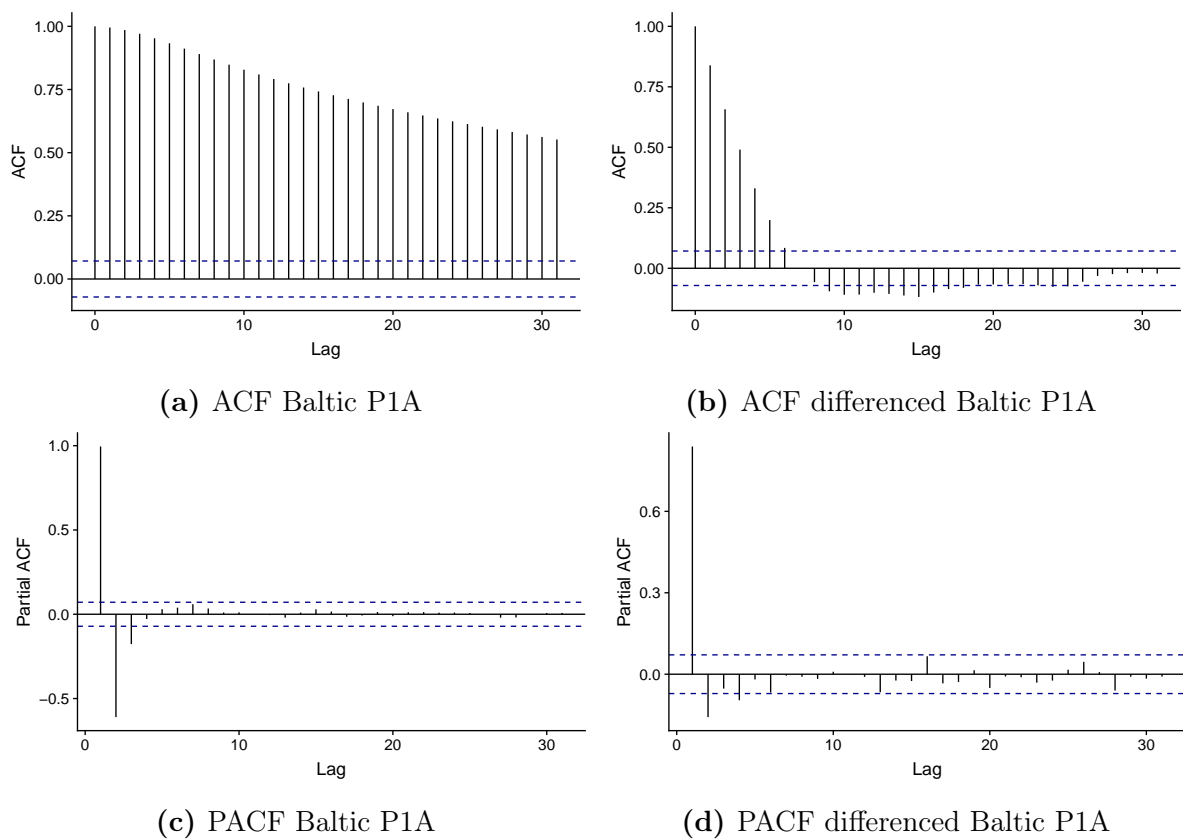 1.00
0.75
0.50
0.25
0.00
ACF
0 10 20 30
Lag
(a) ACF Baltic P1A
1.00
0.75
0.50
0.25
0.00
ACF
0 10 20 30
Lag
(b) ACF differenced Baltic P1A
1.0
0.5
0.0
−0.5
Partial ACF
0 10 20 30
Lag
(c) PACF Baltic P1A
0.6
0.3
0.0
Partial ACF
0 10 20 30
Lag
(d) PACF differenced Baltic P1A